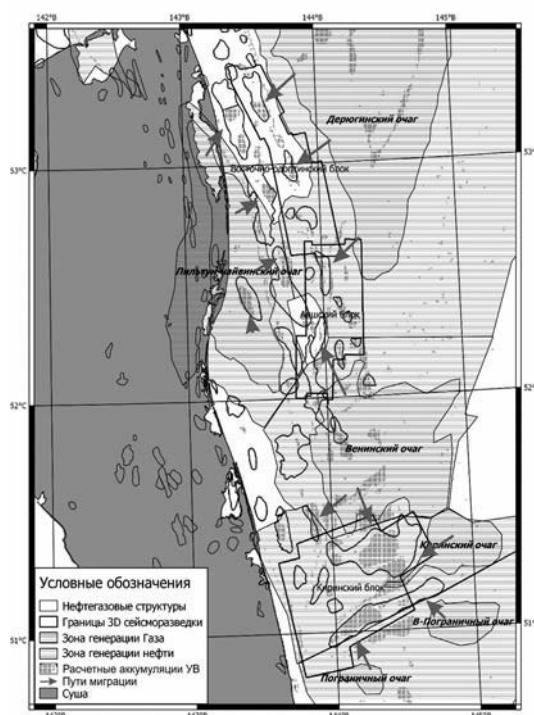 142°E 143°E 144°E 145°E
Дерюгинский очаг
53°N 53°N
Восточно-одоптинский блок
Пильтун-чайвинский очаг
Аяшский блок
52°N 52°N
Венинский очаг
Киринский очаг
Киринский блок
В-Пограничный очаг
51°N 51°N
Пограничный очаг
Условные обозначения
Нефтегазовые структуры
Границы 3D сейсморазведки
Зона генерации Газа
Зона генерации нефти
Расчетные аккумуляции УВ
Пути миграции
Суша